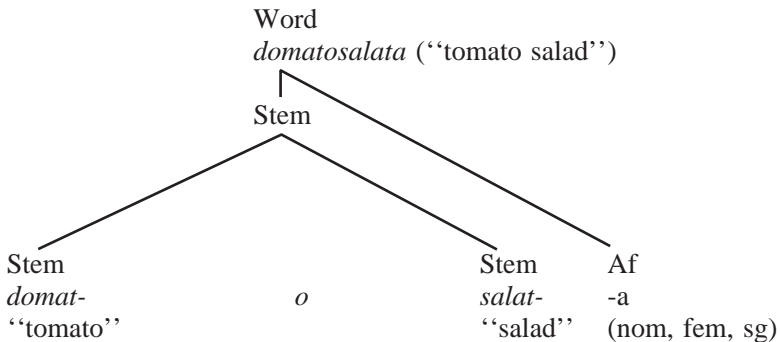 Word
domatosalata (‘‘tomato salad’’)
Stem
Stem Stem Af
domat- o salat- -a
‘‘tomato’’ ‘‘salad’’ (nom, fem, sg)